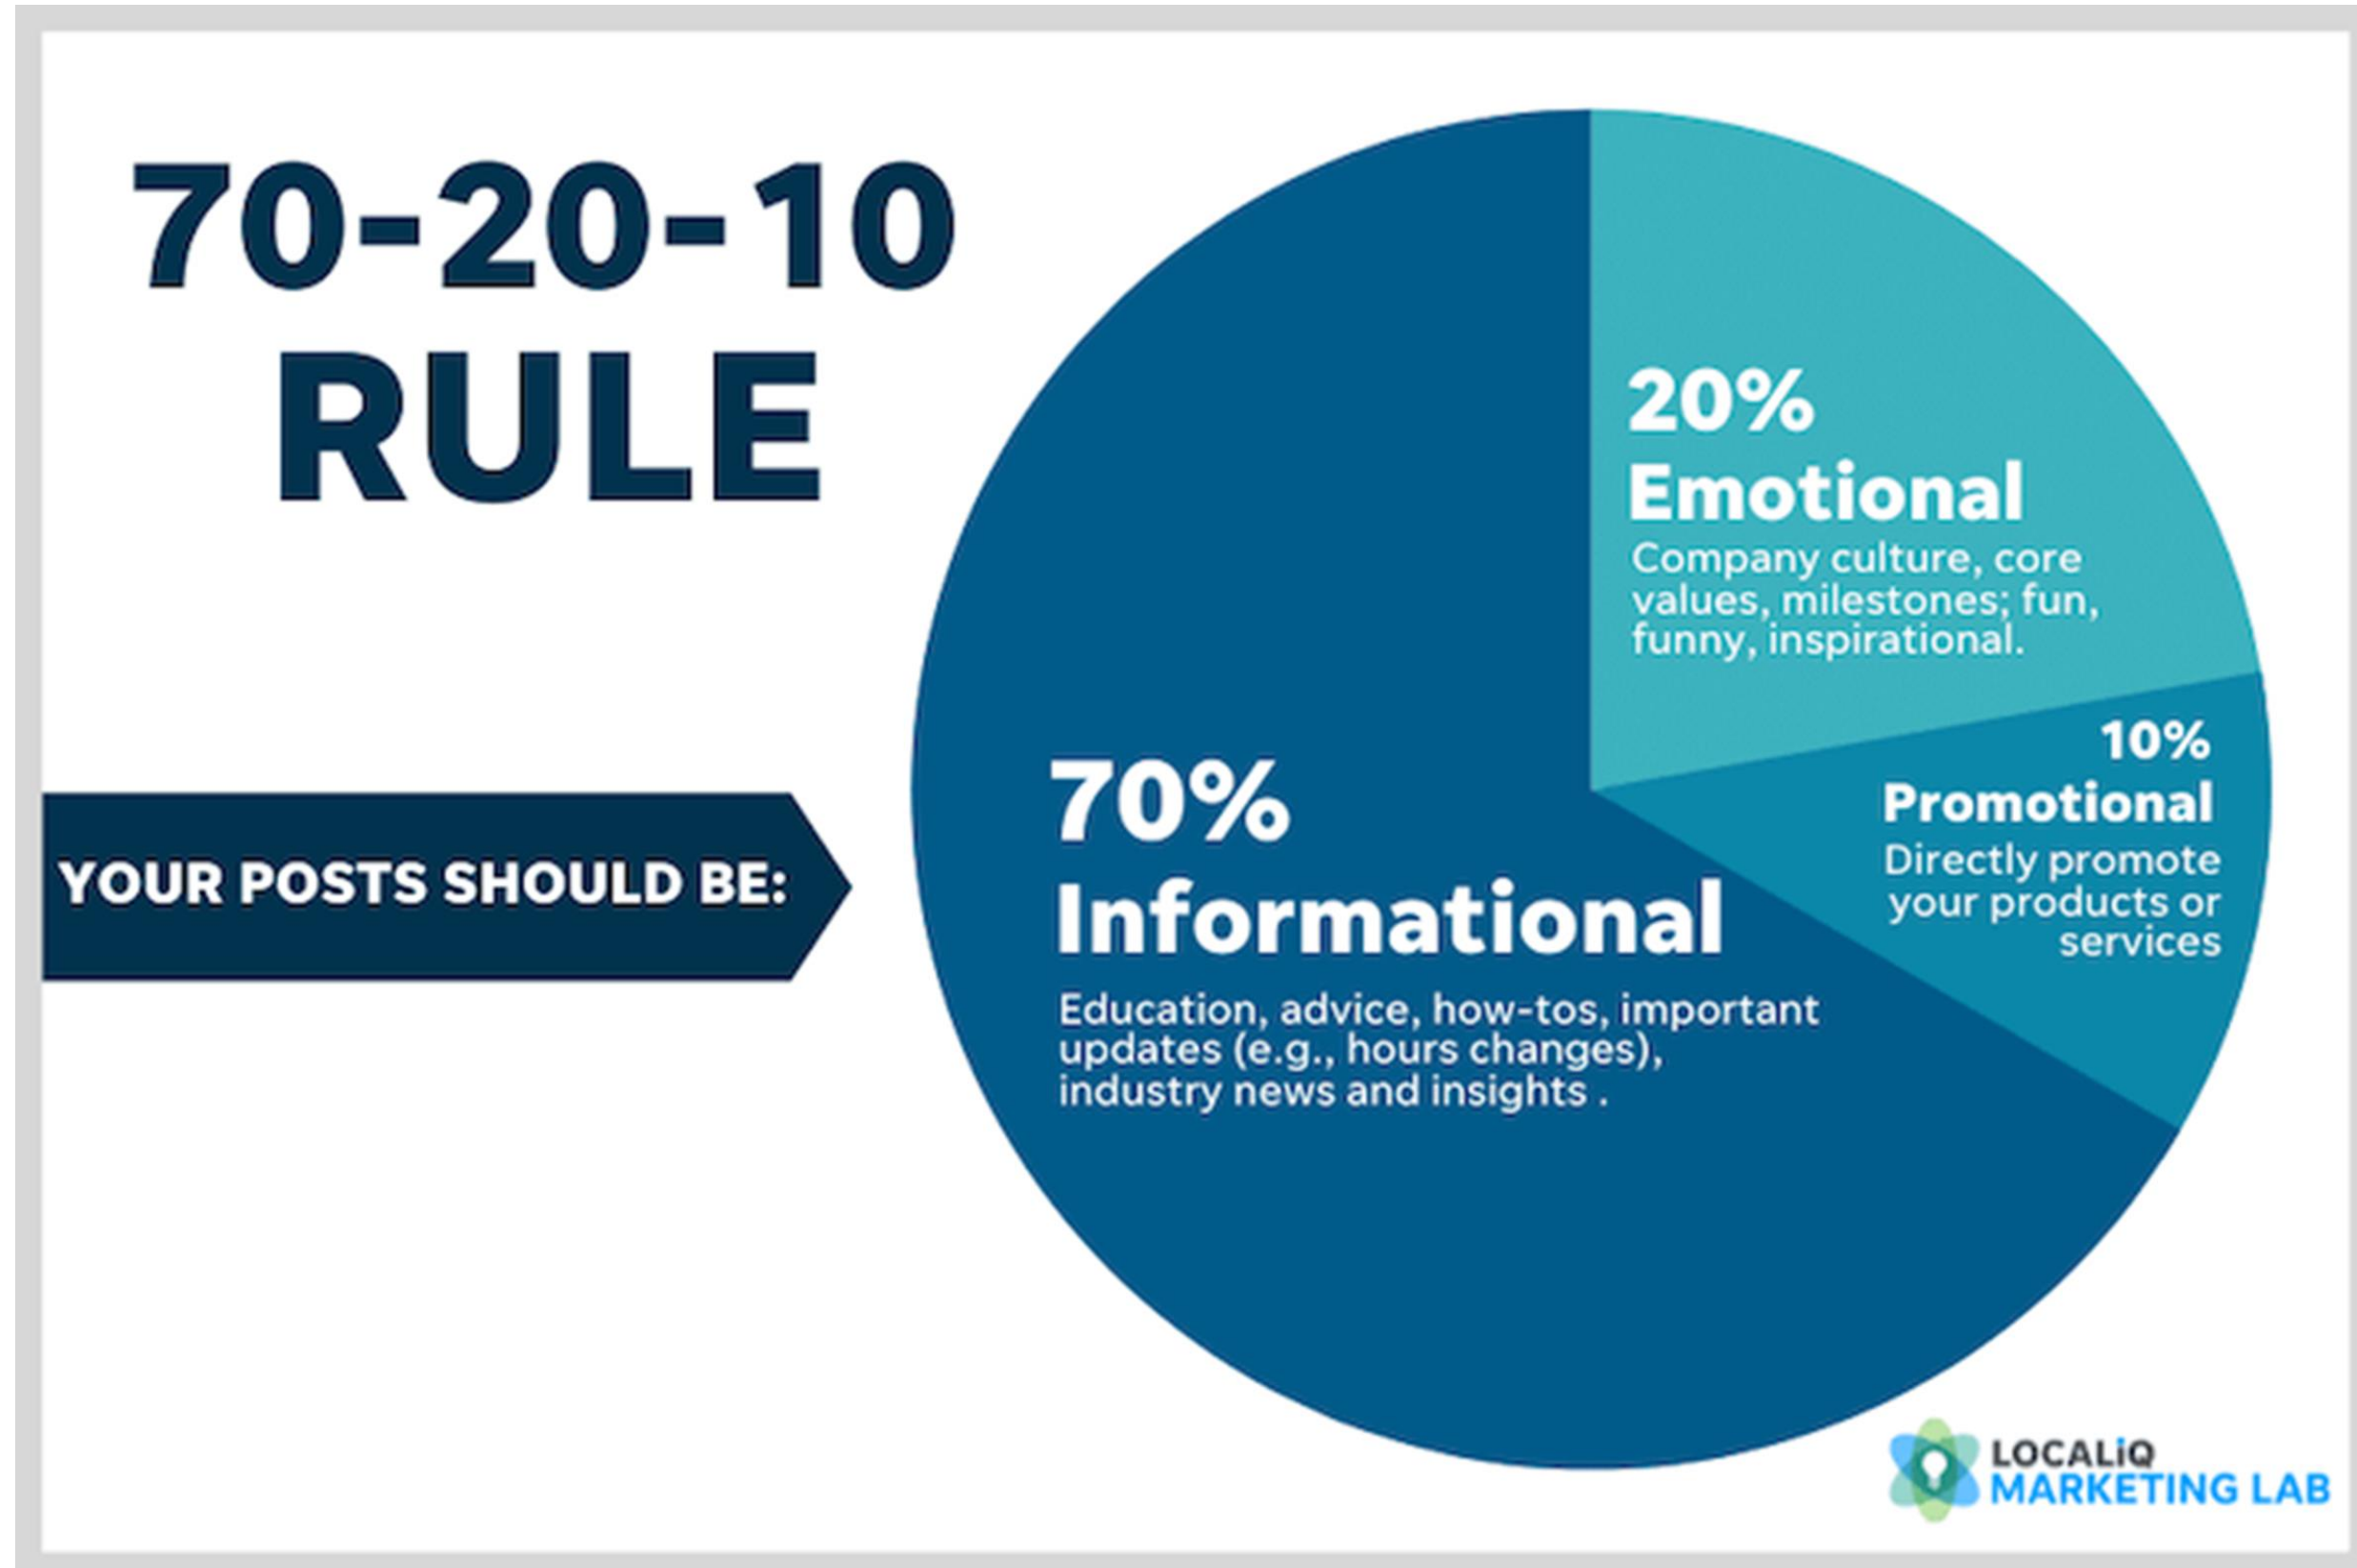 70-20-10
RULE
YOUR POSTS SHOULD BE:
20%
Emotional
Company culture, core
values, milestones; fun,
funny, inspirational.
10%
Promotional
Directly promote
your products or
services
70%
Informational
Education, advice, how-tos, important
updates (e.g., hours changes),
industry news and insights .
LOCALiQ
MARKETING LAB